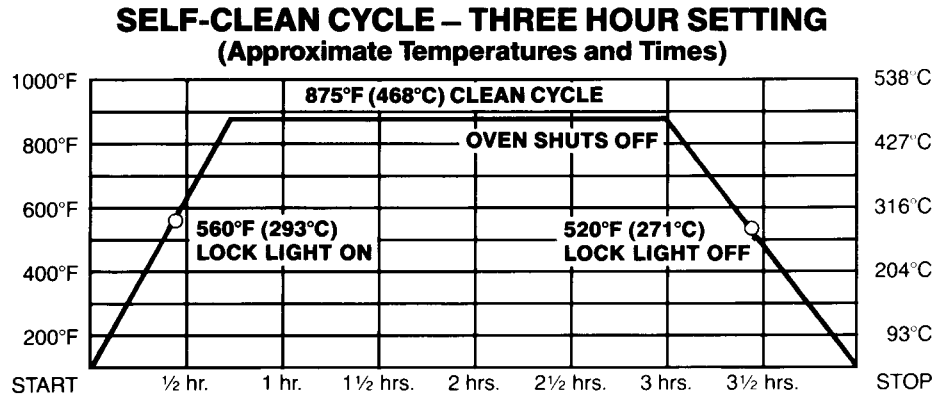 SELF-CLEAN CYCLE – THREE HOUR SETTING
(Approximate Temperatures and Times)
1000°F 538°C
875°F (468°C) CLEAN CYCLE
800°F OVEN SHUTS OFF 427°C
600°F 316°C
560°F (293°C) 520°F (271°C)
LOCK LIGHT ON LOCK LIGHT OFF
400°F 204°C
200°F 93°C
START ½ hr. 1 hr. 1½ hrs. 2 hrs. 2½ hrs. 3 hrs. 3½ hrs. STOP